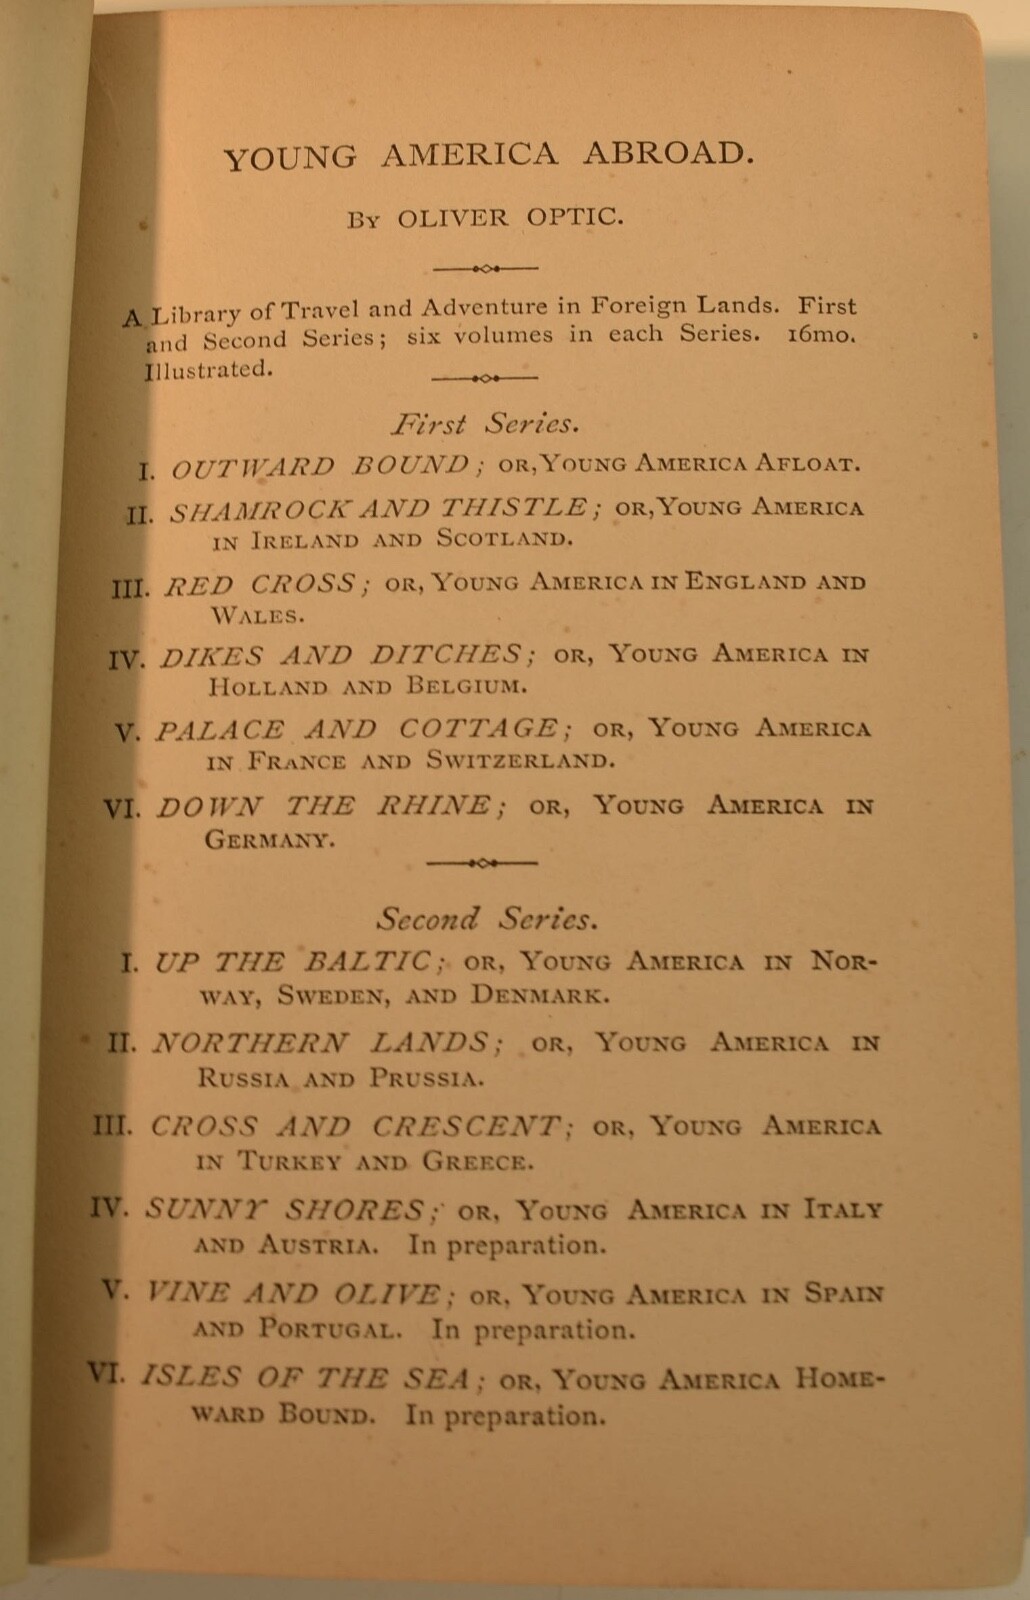 YOUNG AMERICA ABROAD.
By OLIVER OPTIC.
A Library of Travel and Adventure in Foreign Lands. First
and Second Series; six volumes in each Series. 16mo.
Illustrated.
First Series.
I. OUTWARD BOUND; OR, YOUNG AMERICA AFLOAT.
II. SHAMROCK AND THISTLE; OR, YOUNG AMERICA
IN IRELAND AND SCOTLAND.
III. RED CROSS; OR, YOUNG AMERICA IN ENGLAND AND
WALES.
IV. DIKES AND DITCHES; OR, YOUNG AMERICA IN
HOLLAND AND BELGIUM.
V. PALACE AND COTTAGE; OR, YOUNG AMERICA
IN FRANCE AND SWITZERLAND.
VI. DOWN THE RHINE; OR, YOUNG AMERICA IN
GERMANY.
Second Series.
I. UP THE BALTIC; OR, YOUNG AMERICA IN NOR-
WAY, SWEDEN, AND DENMARK.
II. NORTHERN LANDS; OR, YOUNG AMERICA IN
RUSSIA AND PRUSSIA.
III. CROSS AND CRESCENT; OR, YOUNG AMERICA
IN TURKEY AND GREECE.
IV. SUNNY SHORES; OR, YOUNG AMERICA IN ITALY
AND AUSTRIA. In preparation.
V. VINE AND OLIVE; OR, YOUNG AMERICA IN SPAIN
AND PORTUGAL. In preparation.
VI. ISLES OF THE SEA; OR, YOUNG AMERICA HOME-
WARD BOUND. In preparation.